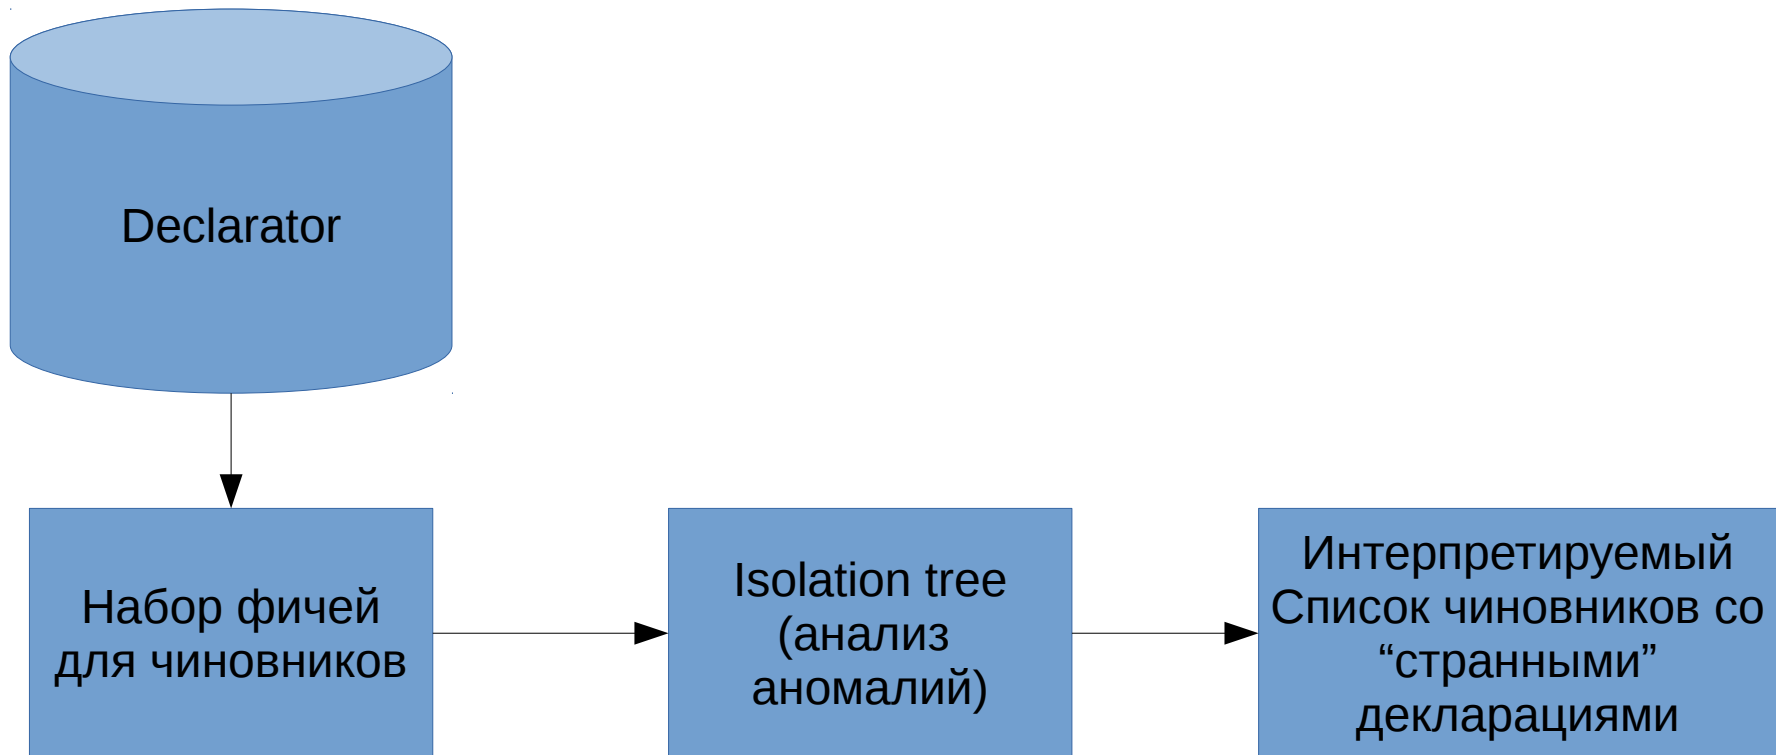 Declarator
Набор фичей
для чиновников
Isolation tree
(анализ
аномалий)
Интерпретируемый
Список чиновников со
“странными”
декларациями